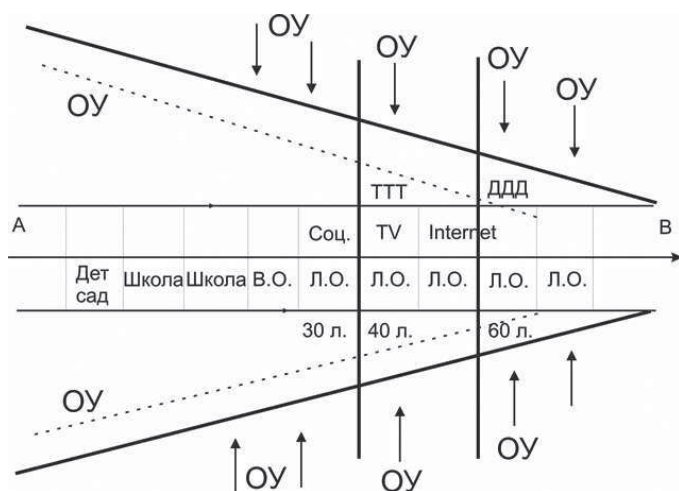 ОУ
ОУ
ОУ
ОУ
ОУ
ТТТ
ДДД
А
Соц.
TV
Internet
В
Дет
сад
Школа
Школа
В.О.
Л.О.
Л.О.
Л.О.
Л.О.
Л.О.
30 л.
40 л.
60 л.
ОУ
ОУ
ОУ
ОУ